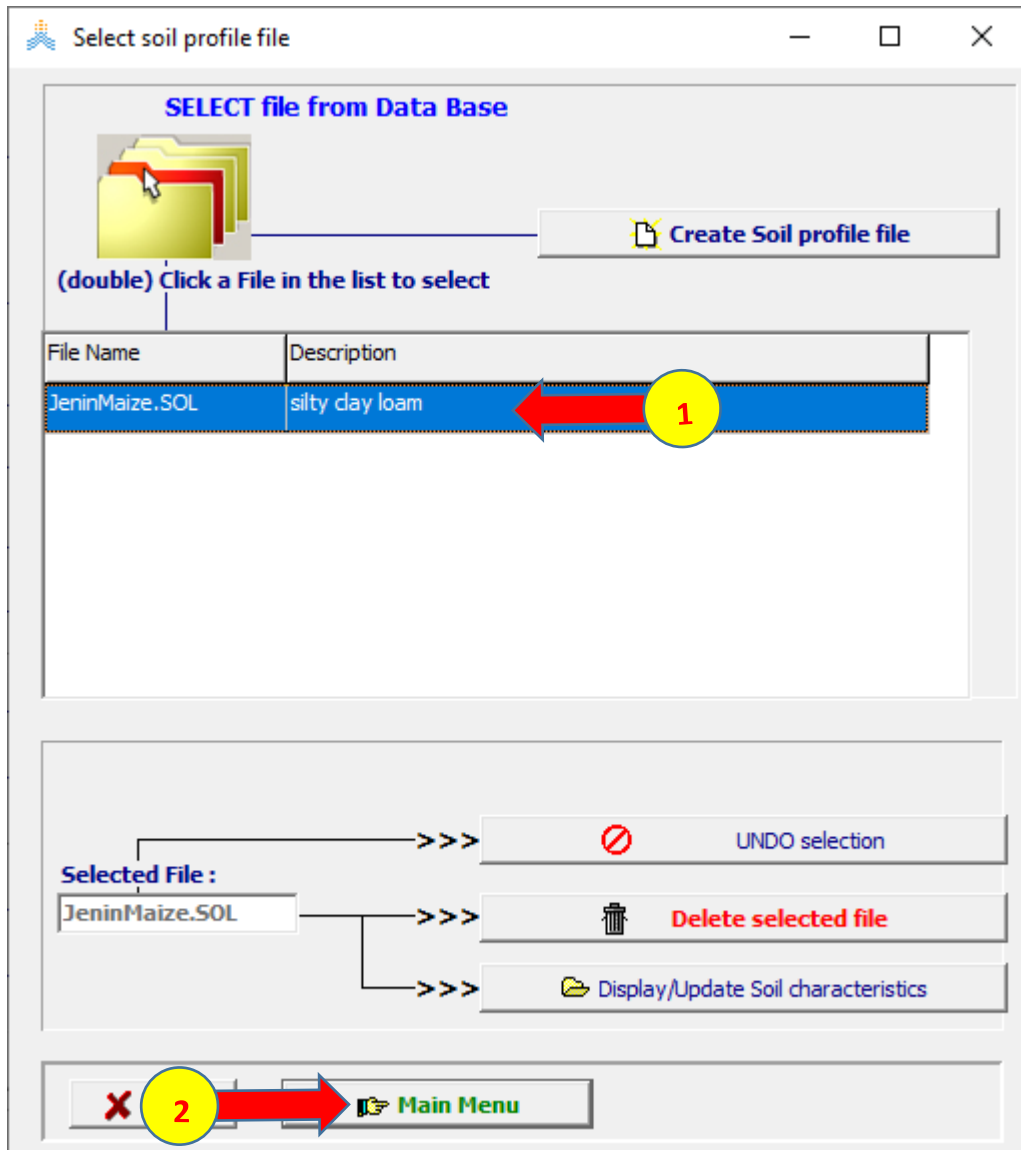 Select soil profile file
SELECT file from Data Base
Create Soil profile file
(double) Click a File in the list to select
File Name Description
JeninMaize.SOL silty clay loam
1
UNDO selection
Selected File :
JeninMaize.SOL
>>>
>>>
Delete selected file
>>>
Display/Update Soil characteristics
2
Main Menu